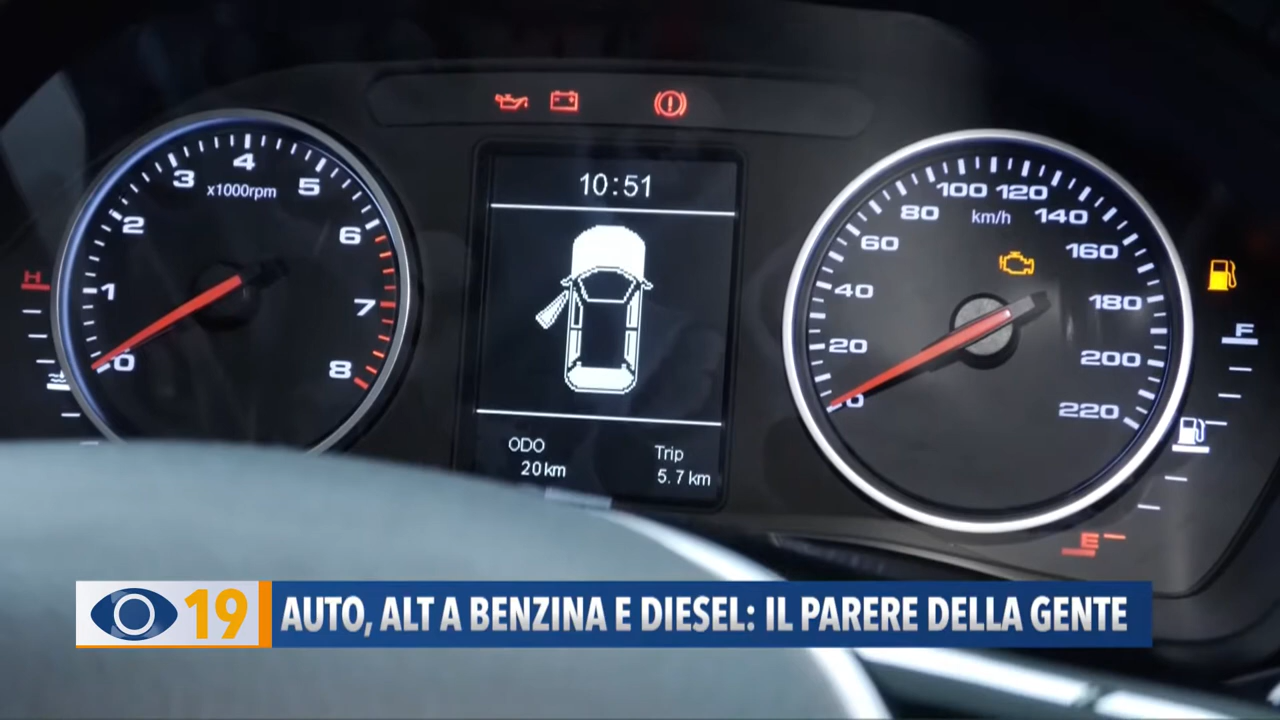 10:51
x1000rpm
0
1
2
3
4
5
6
7
8
H
km/h
0
20
40
60
80
100
120
140
160
180
200
220
F
E
ODO
20 km
Trip
5.7 km
19
AUTO, ALT A BENZINA E DIESEL: IL PARERE DELLA GENTE